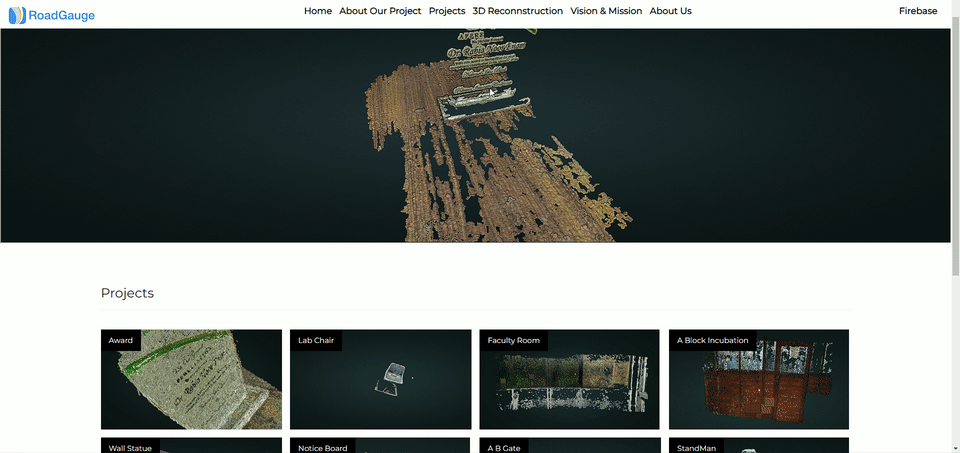 RoadGauge
Home About Our Project Projects 3D Reconnstruction Vision & Mission About Us
Firebase
Projects
Award
Lab Chair
Faculty Room
A Block Incubation
Wall Statue
Notice Board
A B Gate
StandMan